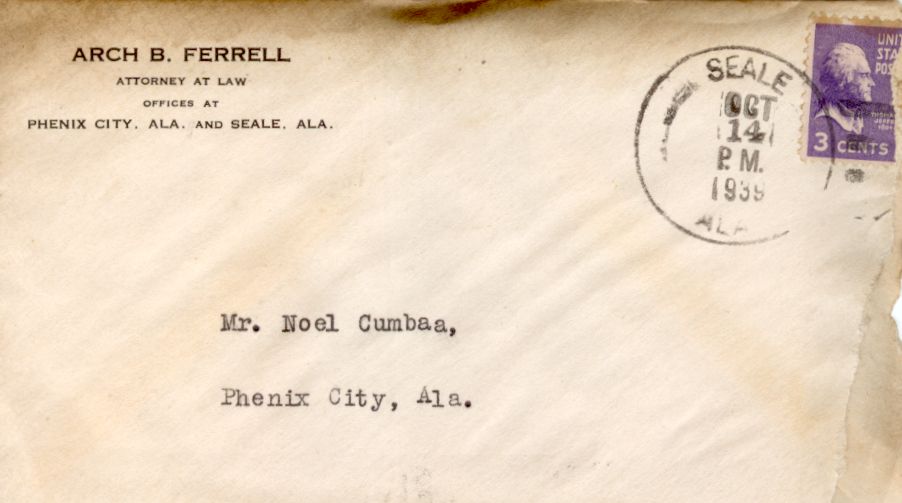 ARCH B. FERRELL
ATTORNEY AT LAW
OFFICES AT
PHENIX CITY, ALA. AND SEALE, ALA.
SEALE
OCT
14
P.M.
1939
ALA
3 CENTS
Mr. Noel Cumbaa,
Phenix City, Ala.